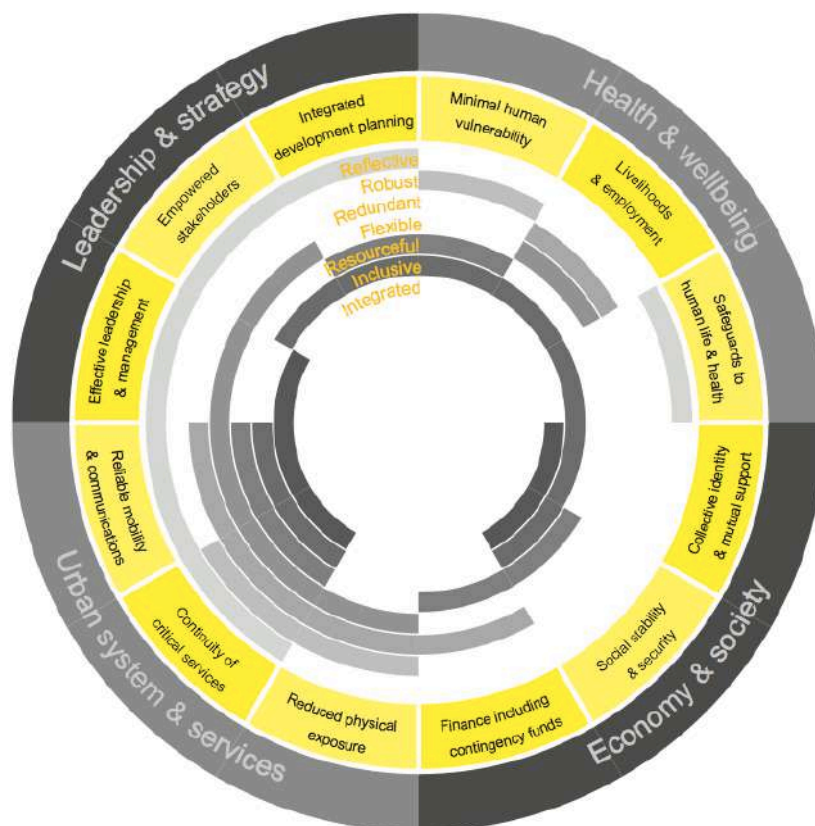 Leadership & strategy
Health & wellbeing
Economy & society
Urban system & services
Integrated
development planning
Minimal human
vulnerability
Livelihoods
& employment
Safeguards to
human life & health
Collective identity
& mutual support
Social stability
& security
Finance including
contingency funds
Reduced physical
exposure
Continuity of
critical services
Reliable mobility
& communications
Effective leadership
& management
Empowered
stakeholders
Reflective
Robust
Redundant
Flexible
Resourceful
Inclusive
Integrated